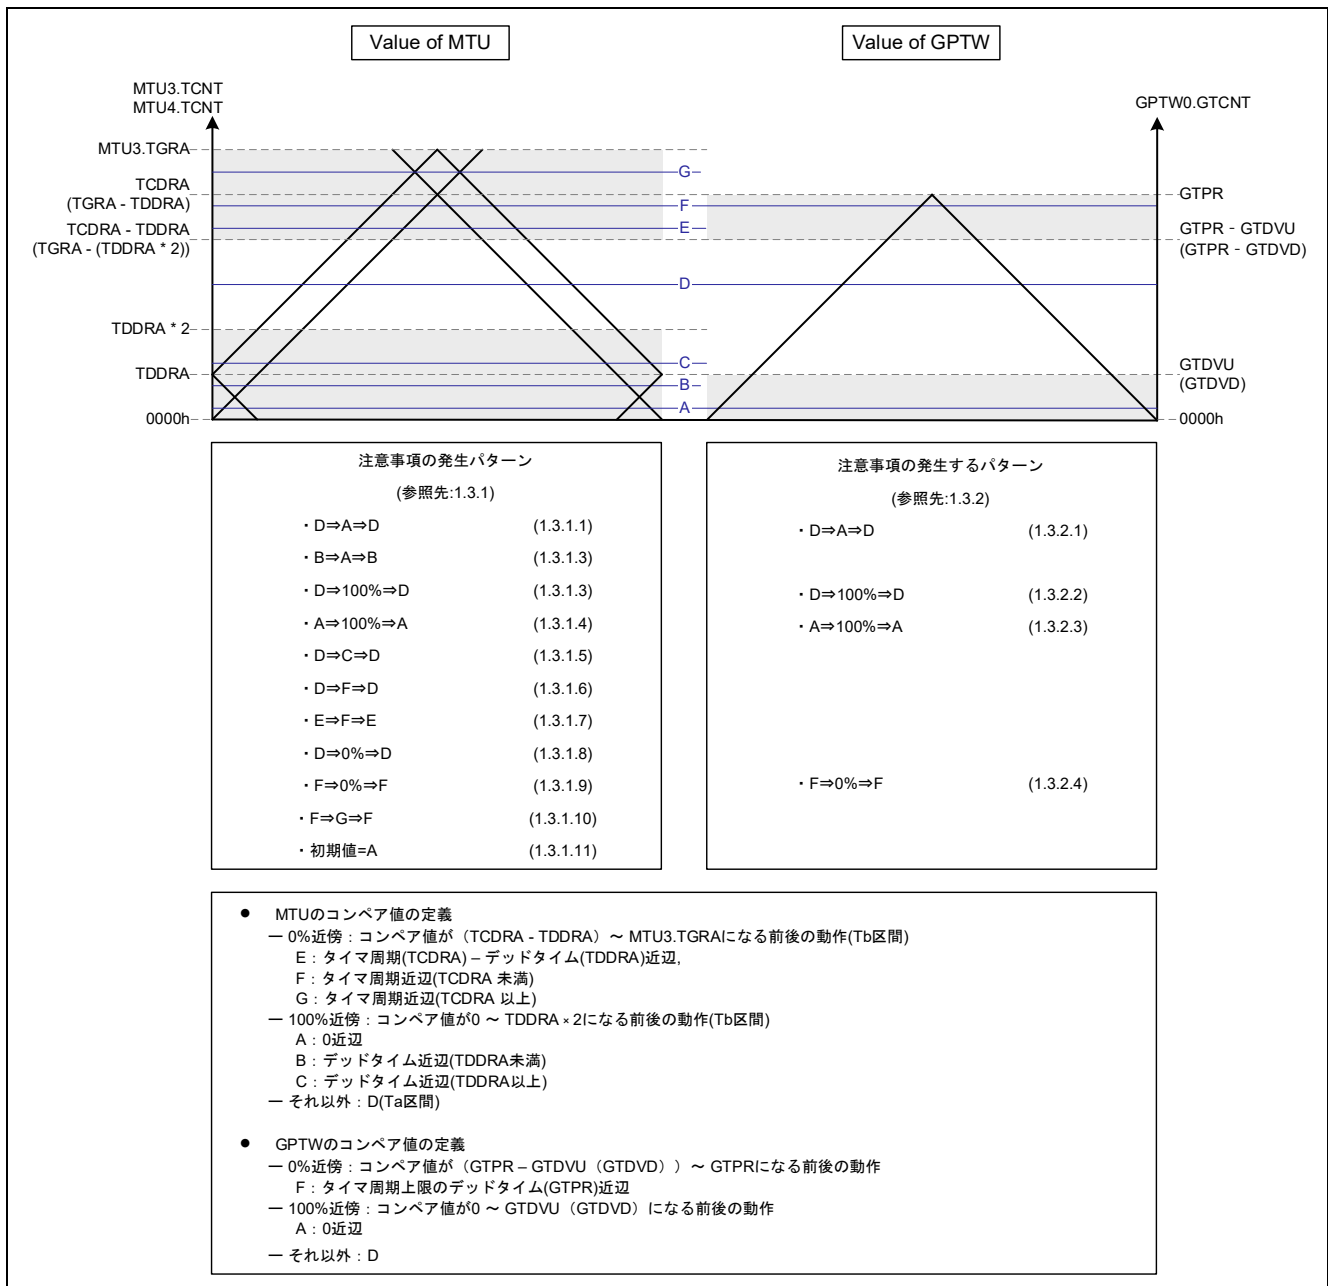 Value of MTU
Value of GPTW
MTU3.TCNT
MTU4.TCNT
GPTW0.GTCNT
MTU3.TGRA
TCDRA
(TGRA - TDDRA)
TCDRA - TDDRA
(TGRA - (TDDRA * 2))
TDDRA * 2
TDDRA
0000h
G
F
E
D
C
B
A
GTPR
GTPR - GTDVU
(GTPR - GTDVD)
GTDVU
(GTDVD)
0000h
注意事項の発生パターン
(参照先:1.3.1)
・D⇒A⇒D (1.3.1.1)
・B⇒A⇒B (1.3.1.3)
・D⇒100%⇒D (1.3.1.3)
・A⇒100%⇒A (1.3.1.4)
・D⇒C⇒D (1.3.1.5)
・D⇒F⇒D (1.3.1.6)
・E⇒F⇒E (1.3.1.7)
・D⇒0%⇒D (1.3.1.8)
・F⇒0%⇒F (1.3.1.9)
・F⇒G⇒F (1.3.1.10)
・初期値=A (1.3.1.11)
注意事項の発生するパターン
(参照先:1.3.2)
・D⇒A⇒D (1.3.2.1)
・D⇒100%⇒D (1.3.2.2)
・A⇒100%⇒A (1.3.2.3)
・F⇒0%⇒F (1.3.2.4)
● MTUのコンペア値の定義
― 0%近傍：コンペア値が（TCDRA - TDDRA）～ MTU3.TGRAになる前後の動作(Tb区間)
E：タイマ周期(TCDRA) – デッドタイム(TDDRA)近辺,
F：タイマ周期近辺(TCDRA 未満)
G：タイマ周期近辺(TCDRA 以上)
― 100%近傍：コンペア値が0 ～ TDDRA × 2になる前後の動作(Tb区間)
A：0近辺
B：デッドタイム近辺(TDDRA未満)
C：デッドタイム近辺(TDDRA以上)
― それ以外：D(Ta区間)
● GPTWのコンペア値の定義
― 0%近傍：コンペア値が（GTPR – GTDVU（GTDVD））～ GTPRになる前後の動作
F：タイマ周期上限のデッドタイム(GTPR)近辺
― 100%近傍：コンペア値が0 ～ GTDVU（GTDVD）になる前後の動作
A：0近辺
― それ以外：D